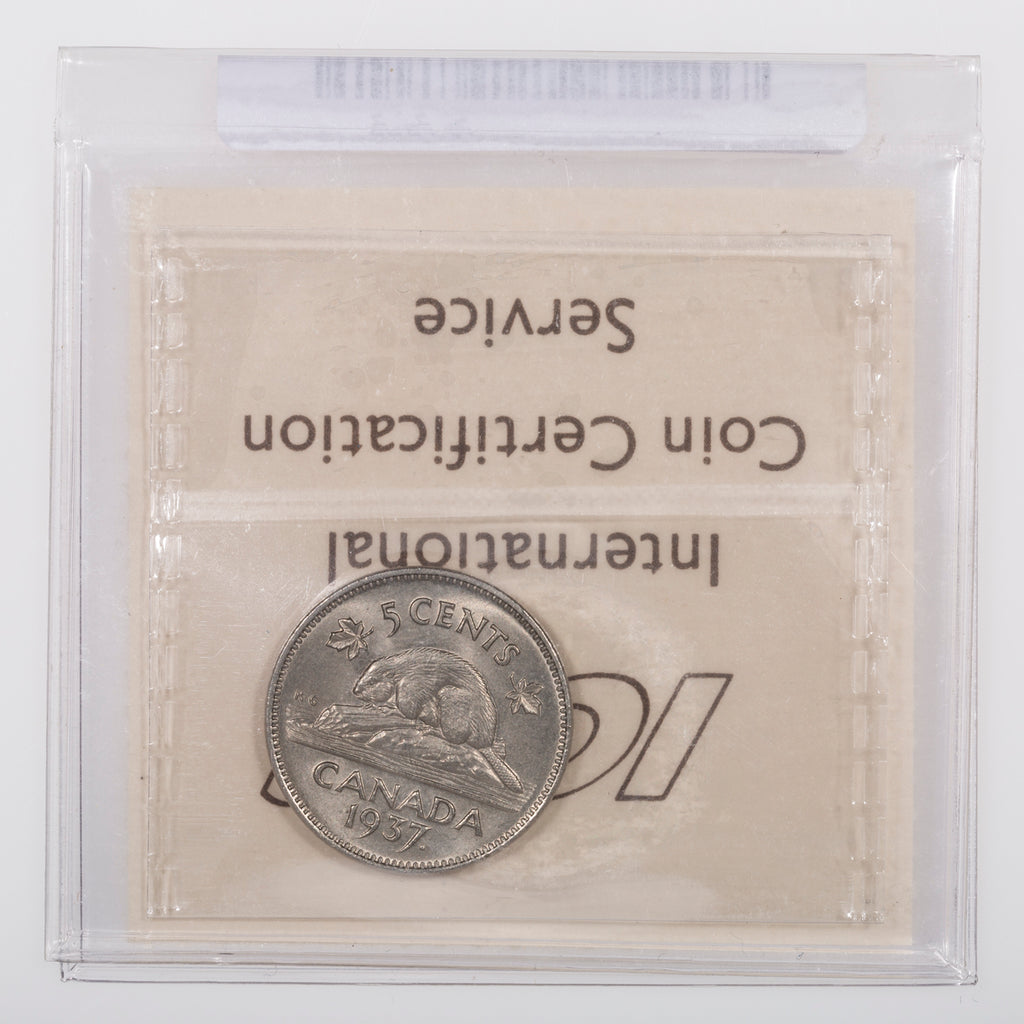 International
Coin Certification
Service
5 CENTS
K G
CANADA
1937.